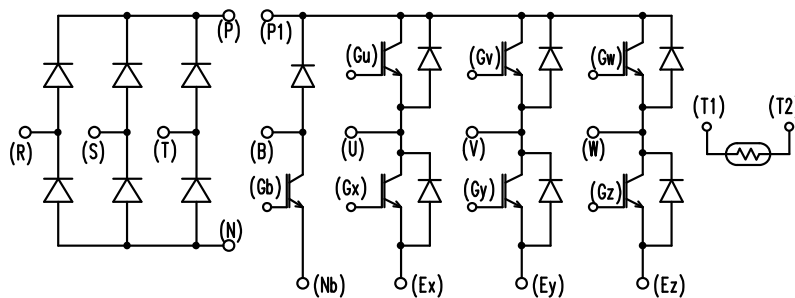 (P) (P1)
(Gu) (Gv) (Gw)
(T1) (T2)
(R) (S) (T) (B) (U) (V) (W)
(Gb) (Gx) (Gy) (Gz)
(N)
(Nb) (Ex) (Ey) (Ez)